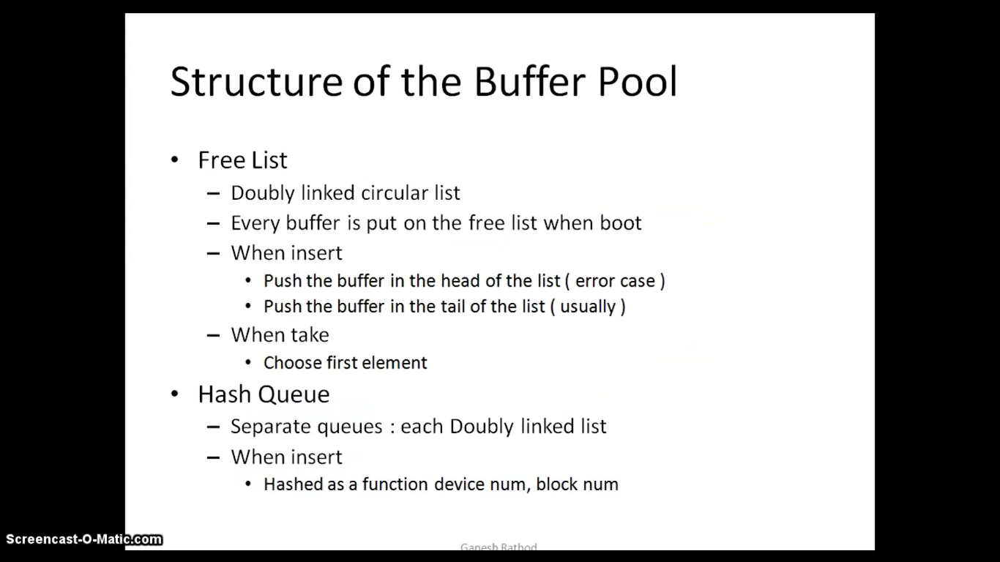 Structure of the Buffer Pool
• Free List
– Doubly linked circular list
– Every buffer is put on the free list when boot
– When insert
• Push the buffer in the head of the list ( error case )
• Push the buffer in the tail of the list ( usually )
– When take
• Choose first element
• Hash Queue
– Separate queues : each Doubly linked list
– When insert
• Hashed as a function device num, block num
Screencast-O-Matic.com
Ganesh Rathod